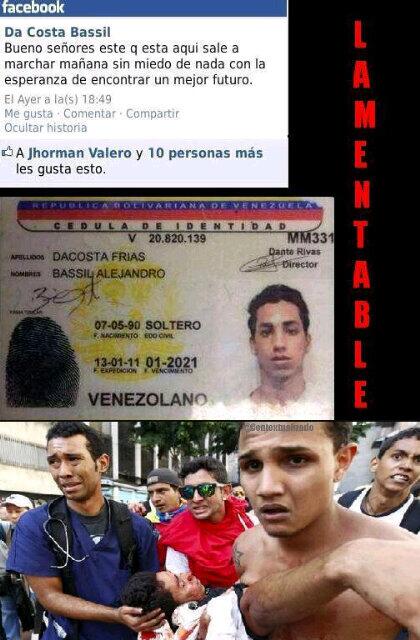 facebook
Da Costa Bassil
Bueno señores este q esta aqui sale a
marchar mañana sin miedo de nada con la
esperanza de encontrar un mejor futuro.
El Ayer a la(s) 18:49
Me gusta · Comentar · Compartir
Ocultar historia
A Jhorman Valero y 10 personas más
les gusta esto.
LAMENTABLE
REPUBLICA BOLIVARIANA DE VENEZUELA
CEDULA DE IDENTIDAD
V 20.820.139 MM331
Dante Rivas
Director
APELLIDOS DACOSTA FRIAS
NOMBRES BASSIL ALEJANDRO
FIRMA TITULAR
07-05-90 SOLTERO
F. NACIMIENTO EDO CIVIL
13-01-11 01-2021
F. EXPEDICION F. VENCIMIENTO
VENEZOLANO